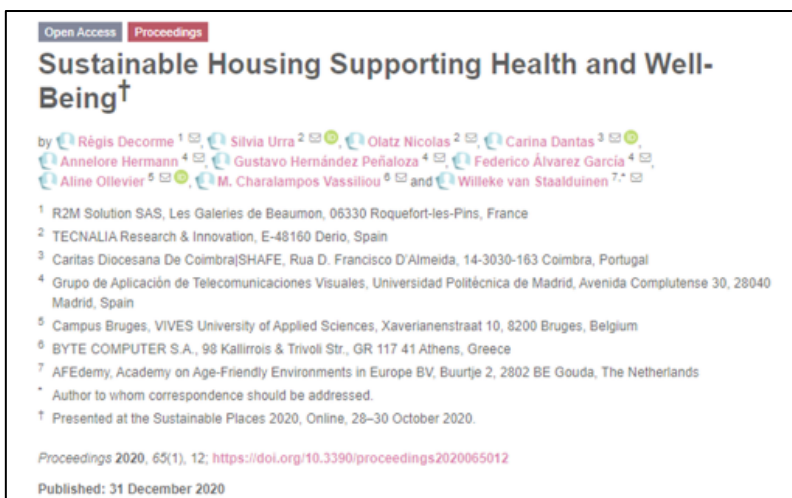 Open Access Proceedings
Sustainable Housing Supporting Health and Well-
Being†
by Régis Decorme 1, Silvia Urra 2, Olatz Nicolas 2, Carina Dantas 3,
Annelore Hermann 4, Gustavo Hernández Peñaloza 4, Federico Álvarez García 4,
Aline Ollevier 5, M. Charalampos Vassiliou 6 and Willeke van Staalduinen 7,*
1 R2M Solution SAS, Les Galeries de Beaumon, 06330 Roquefort-les-Pins, France
2 TECNALIA Research & Innovation, E-48160 Derio, Spain
3 Caritas Diocesana De Coimbra|SHAFE, Rua D. Francisco D'Almeida, 14-3030-163 Coimbra, Portugal
4 Grupo de Aplicación de Telecomunicaciones Visuales, Universidad Politécnica de Madrid, Avenida Complutense 30, 28040
Madrid, Spain
5 Campus Bruges, VIVES University of Applied Sciences, Xaverianenstraat 10, 8200 Bruges, Belgium
6 BYTE COMPUTER S.A., 98 Kallirrois & Trivoli Str., GR 117 41 Athens, Greece
7 AFEdemy, Academy on Age-Friendly Environments in Europe BV, Buurtje 2, 2802 BE Gouda, The Netherlands
* Author to whom correspondence should be addressed.
† Presented at the Sustainable Places 2020, Online, 28–30 October 2020.
Proceedings 2020, 65(1), 12; https://doi.org/10.3390/proceedings2020065012
Published: 31 December 2020